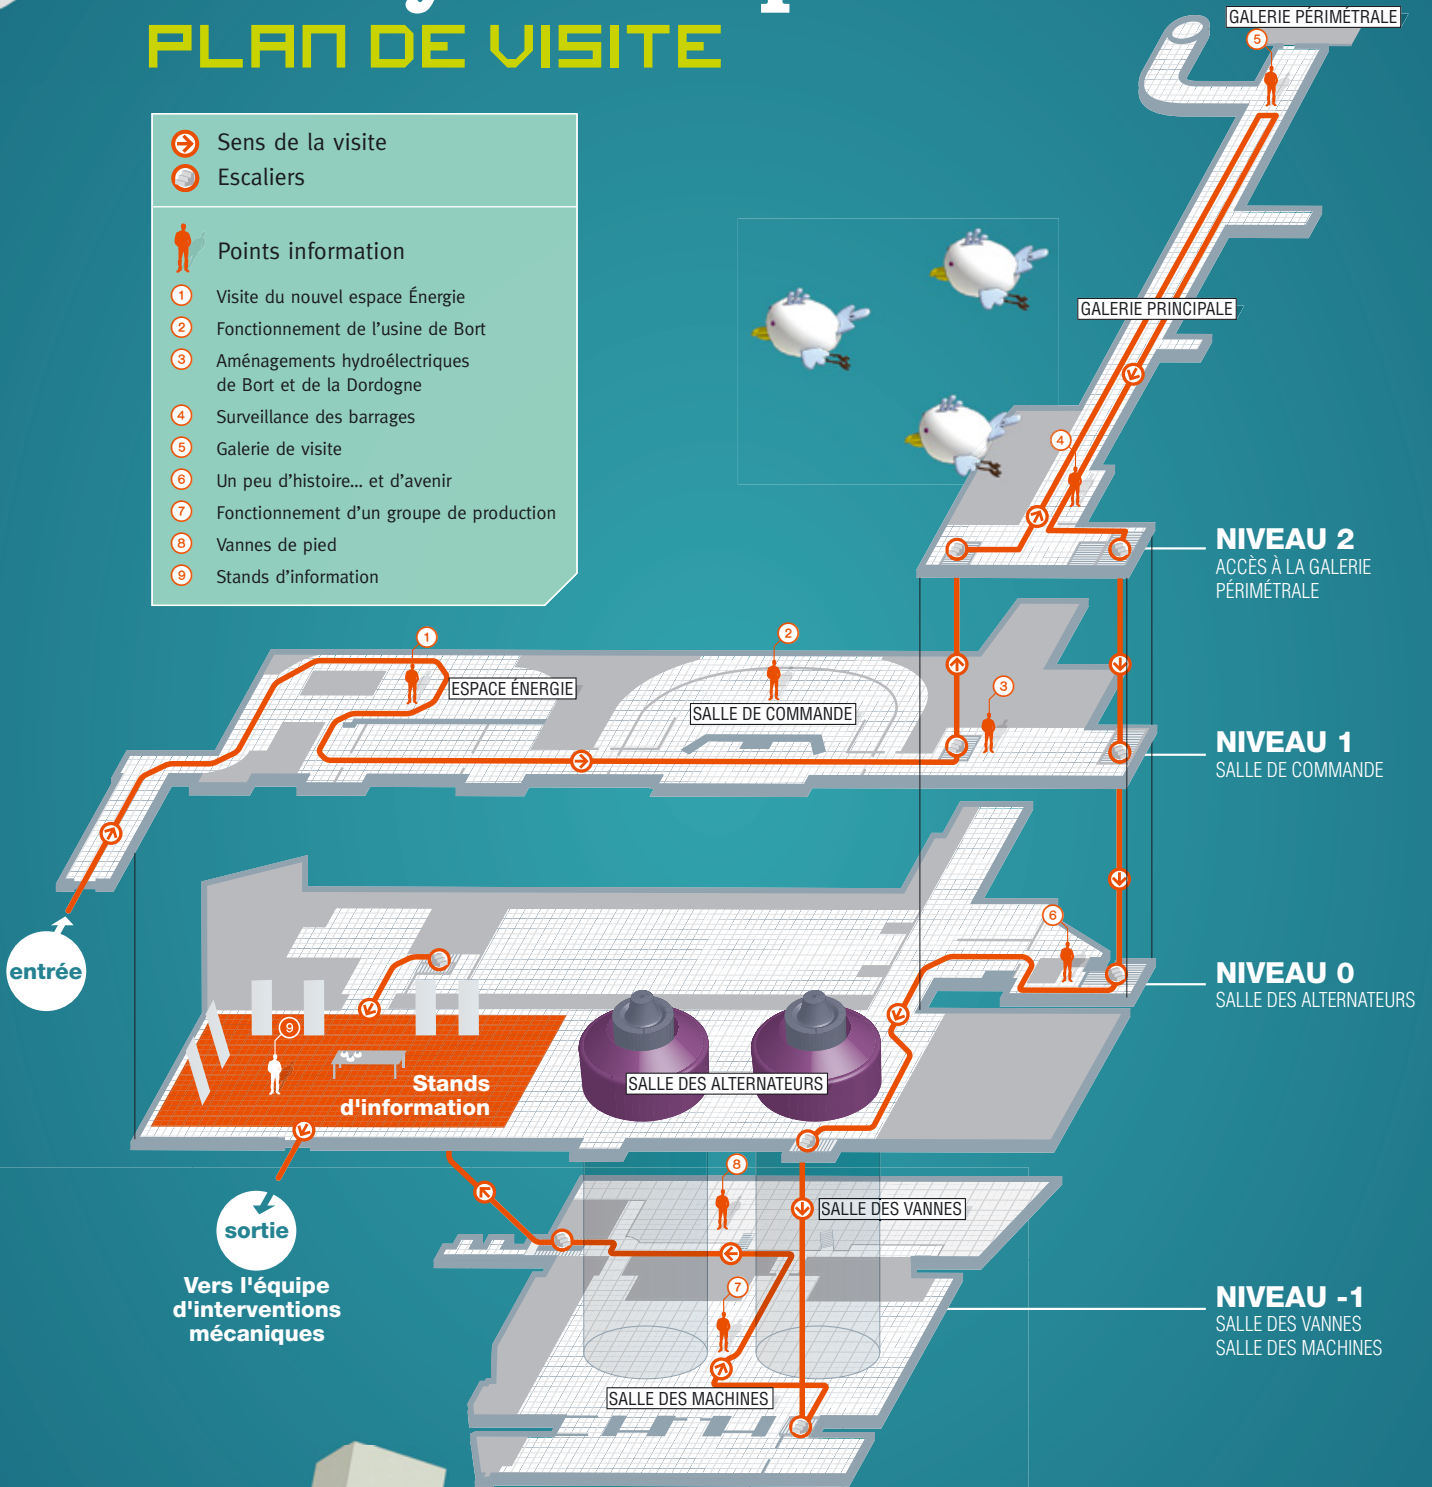 PLAN DE VISITE
Sens de la visite
Escaliers
Points information
1 Visite du nouvel espace Énergie
2 Fonctionnement de l'usine de Bort
3 Aménagements hydroélectriques
de Bort et de la Dordogne
4 Surveillance des barrages
5 Galerie de visite
6 Un peu d'histoire... et d'avenir
7 Fonctionnement d'un groupe de production
8 Vannes de pied
9 Stands d'information
GALERIE PÉRIMÉTRALE
5
GALERIE PRINCIPALE
4
NIVEAU 2
ACCÈS À LA GALERIE
PÉRIMÉTRALE
1
ESPACE ÉNERGIE
2
SALLE DE COMMANDE
3
NIVEAU 1
SALLE DE COMMANDE
entrée
6
NIVEAU 0
SALLE DES ALTERNATEURS
9
Stands
d'information
SALLE DES ALTERNATEURS
sortie
Vers l'équipe
d'interventions
mécaniques
8
SALLE DES VANNES
7
SALLE DES MACHINES
NIVEAU -1
SALLE DES VANNES
SALLE DES MACHINES